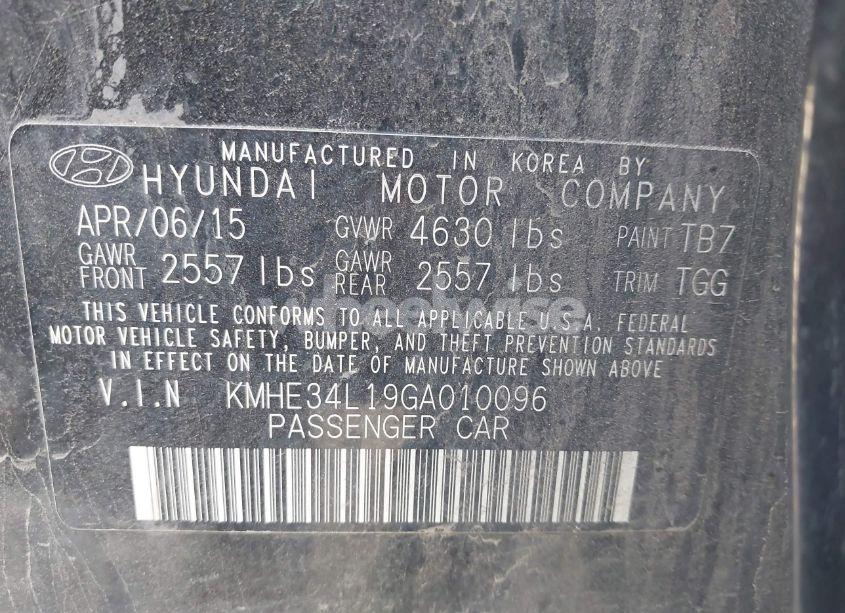 MANUFACTURED IN KOREA BY
HYUNDAI MOTOR COMPANY
APR/06/15 GVWR 4630 lbs PAINT TB7
GAWR FRONT 2557 lbs GAWR REAR 2557 lbs TRIM TGG
THIS VEHICLE CONFORMS TO ALL APPLICABLE U.S.A. FEDERAL
MOTOR VEHICLE SAFETY, BUMPER, AND THEFT PREVENTION STANDARDS
IN EFFECT ON THE DATE OF MANUFACTURE SHOWN ABOVE
V.I.N KMHE34L19GA010096
PASSENGER CAR
wheelwise